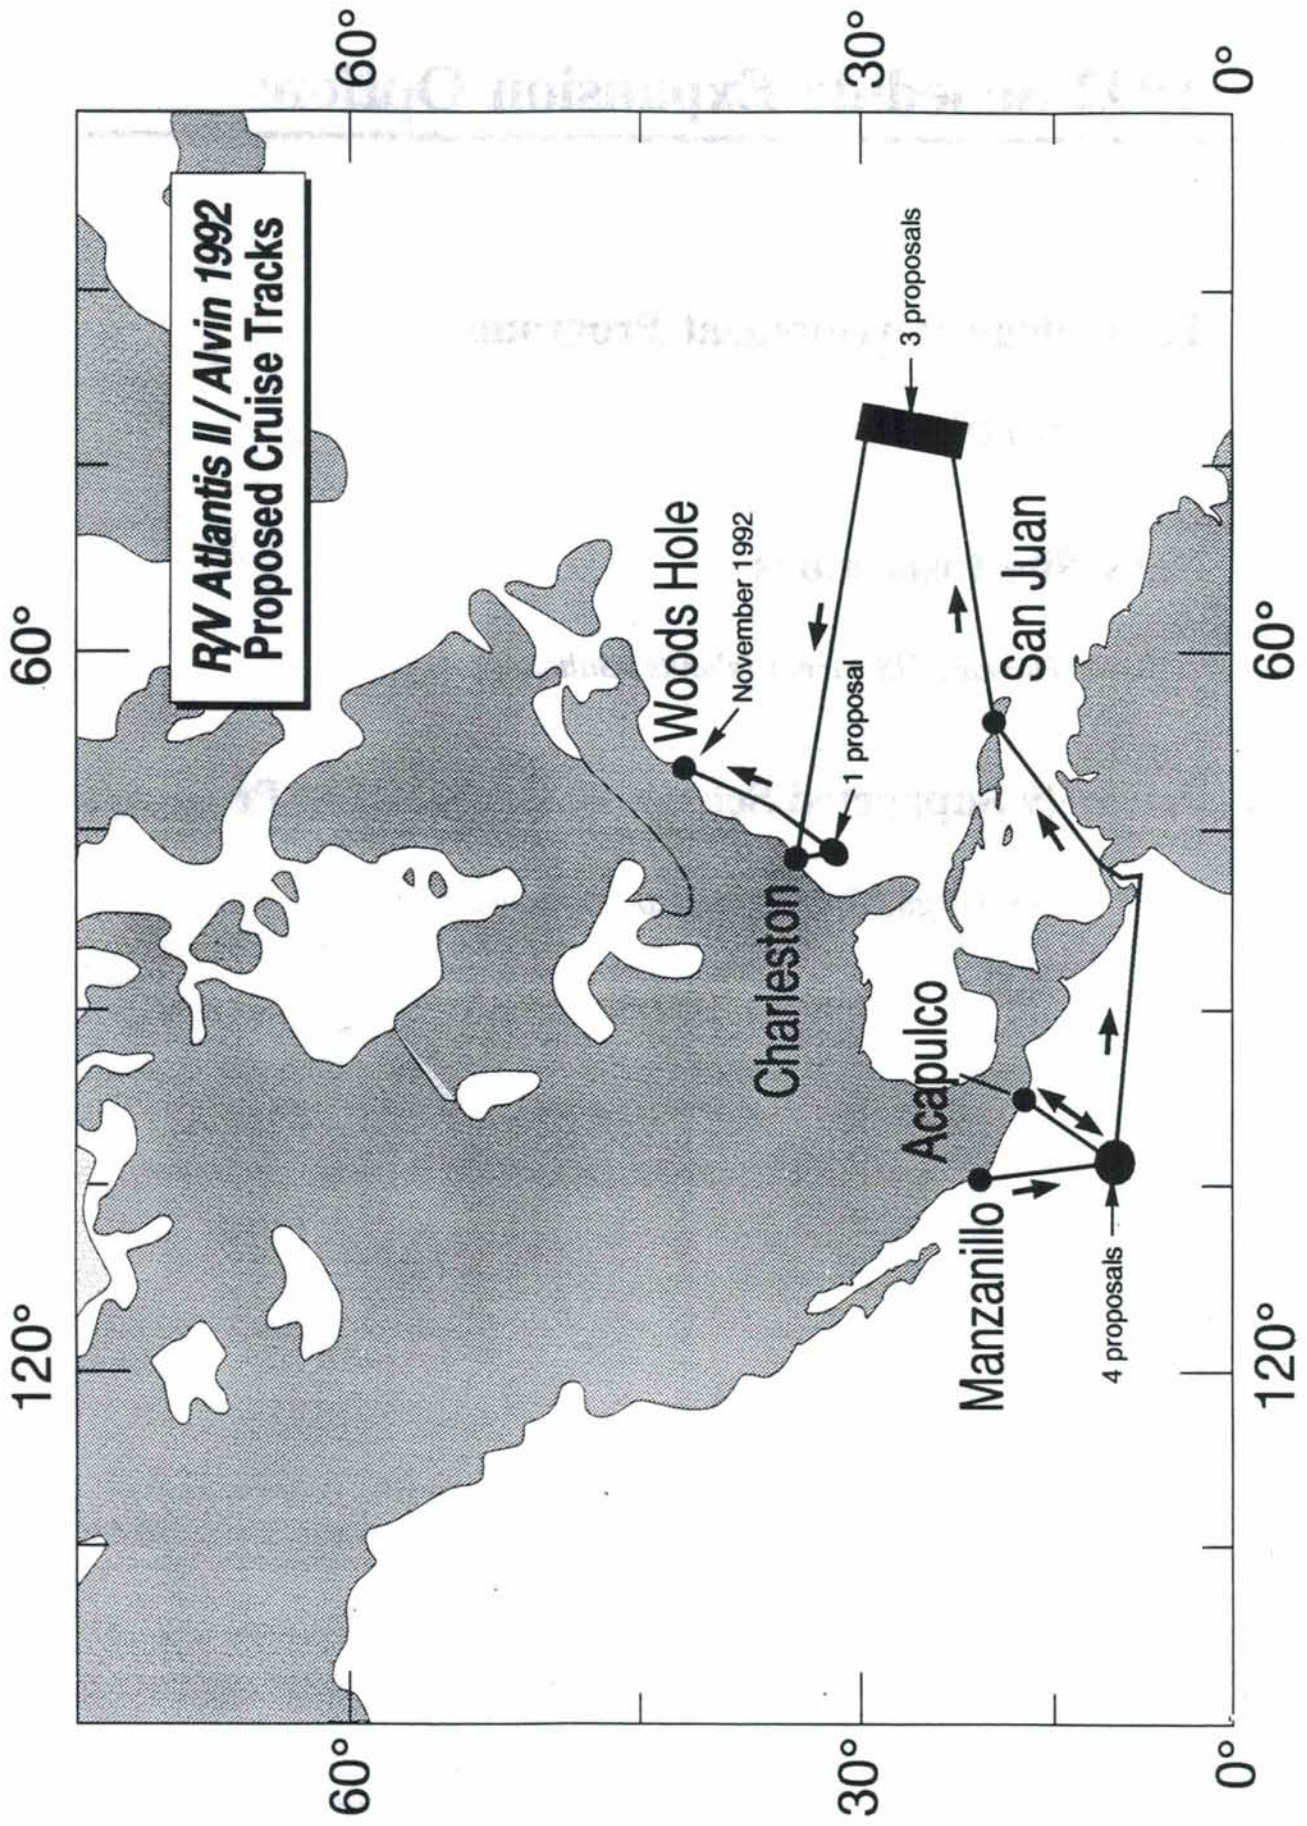 120°
60°
R/V Atlantis II / Alvin 1992
Proposed Cruise Tracks
60°
60°
Woods Hole
November 1992
1 proposal
3 proposals
Charleston
30°
30°
Acapulco
San Juan
Manzanillo
4 proposals
0°
0°
120°
60°